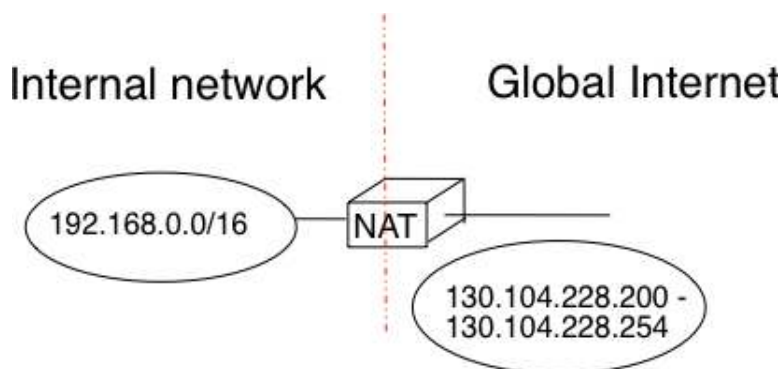 Internal network
Global Internet
192.168.0.0/16
NAT
130.104.228.200 -
130.104.228.254